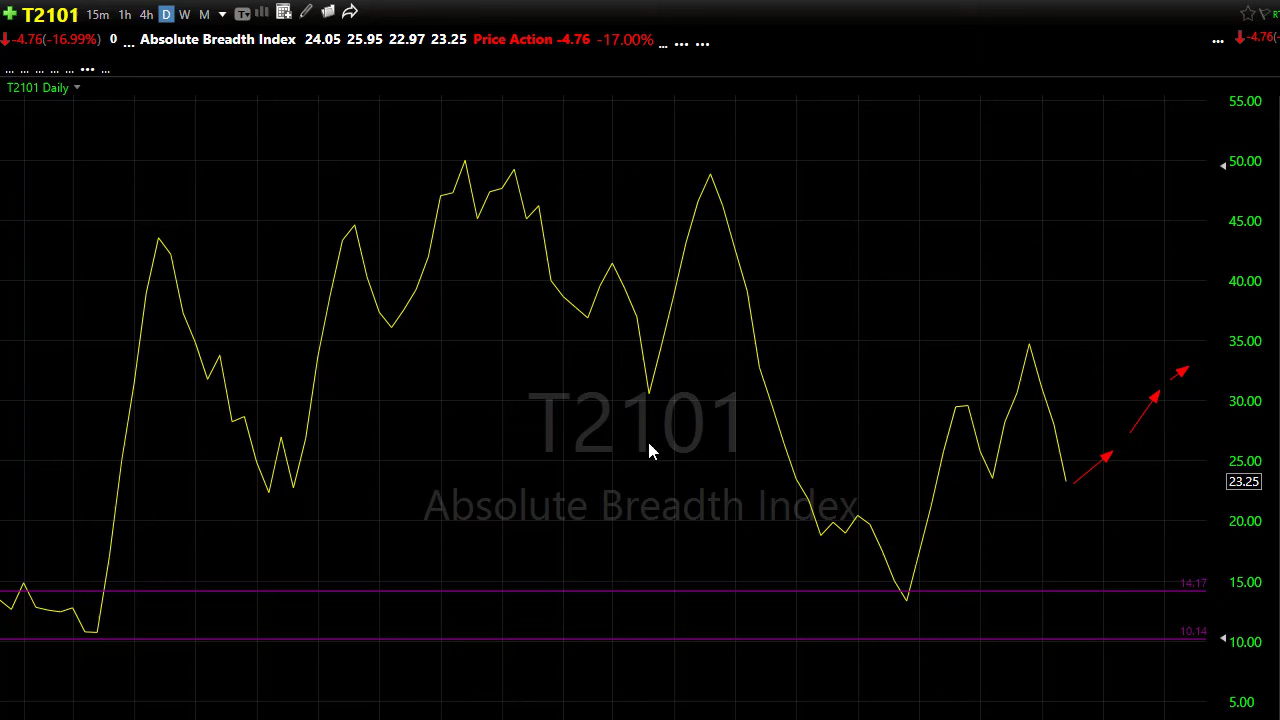 T2101 15m 1h 4h D W M T
-4.76(-16.99%) 0 ... Absolute Breadth Index 24.05 25.95 22.97 23.25 Price Action -4.76 -17.00% ... ... ... ... -4.76(
... ... ... ... ... ... ...
T2101 Daily
55.00
50.00
45.00
40.00
35.00
30.00
T2101
25.00
23.25
Absolute Breadth Index
20.00
14.17
15.00
10.14
10.00
5.00